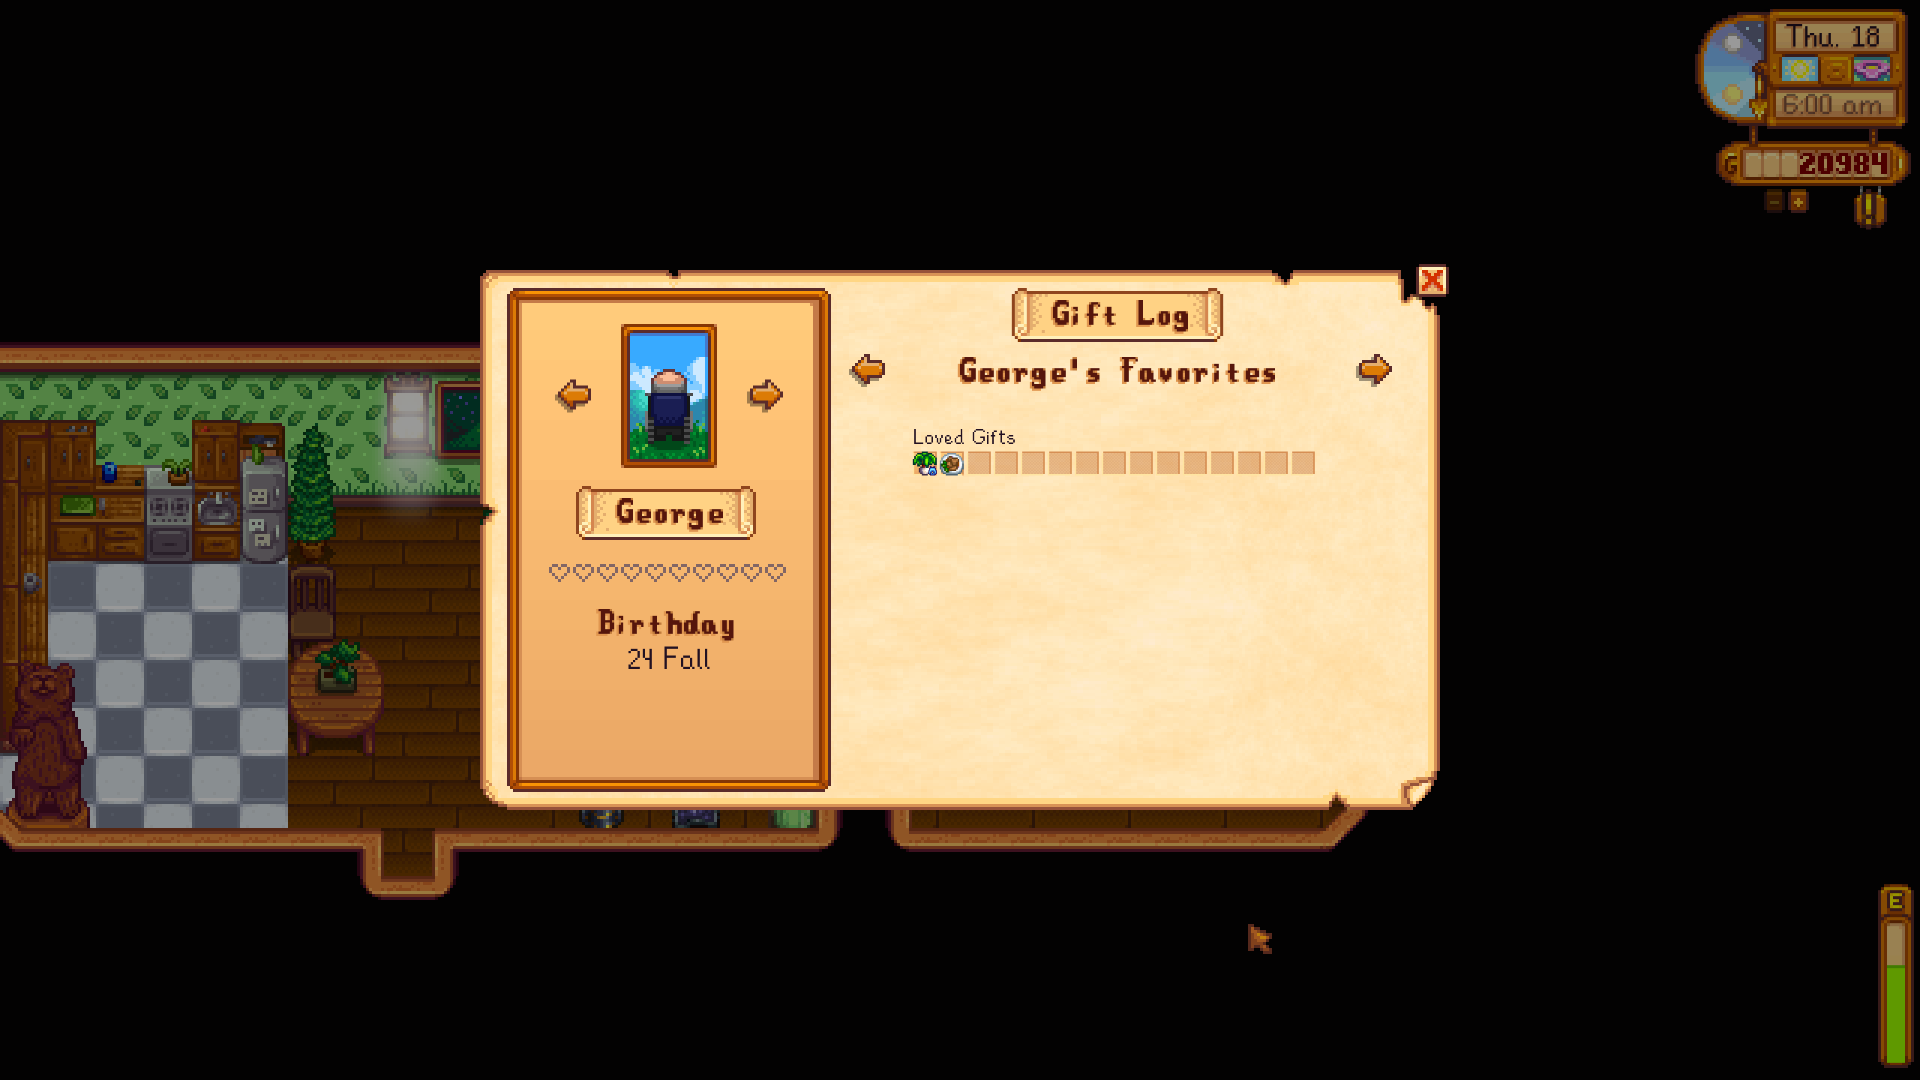 Thu. 18
6:00 am
G 20984
Gift Log
George's Favorites
Loved Gifts
George
Birthday
24 Fall
E